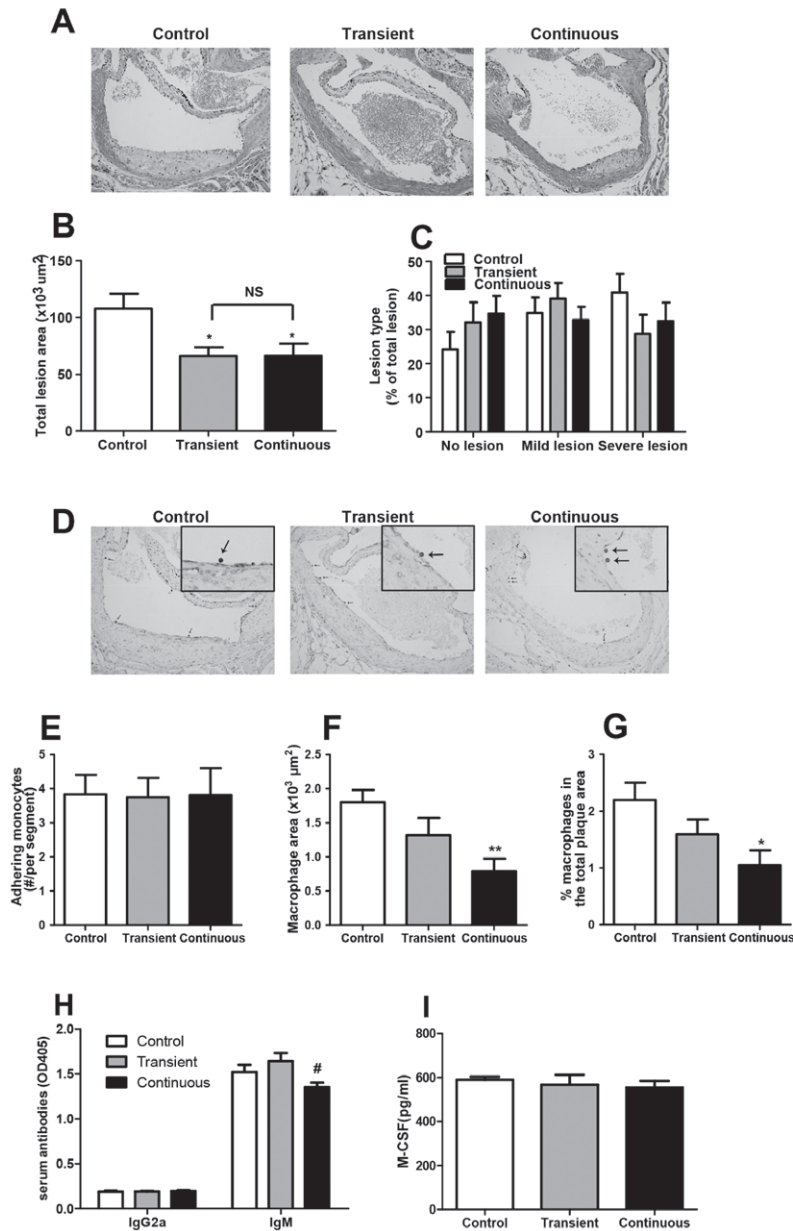 A
Control
Transient
Continuous
B
Total lesion area (x10³ um²)
150
100
50
0
NS
*
*
Control
Transient
Continuous
C
Lesion type
(% of total lesion)
50
40
30
20
10
0
Control
Transient
Continuous
No lesion
Mild lesion
Severe lesion
D
Control
Transient
Continuous
E
Adhering monocytes
(#/per segment)
5
4
3
2
1
0
Control
Transient
Continuous
F
Macrophage area (x10³ μm²)
2.5
2.0
1.5
1.0
0.5
0.0
**
Control
Transient
Continuous
G
% macrophages in
the total plaque area
3
2
1
0
*
Control
Transient
Continuous
H
serum antibodies (OD405)
2.0
1.5
1.0
0.5
0.0
Control
Transient
Continuous
#
IgG2a
IgM
I
M-CSF(pg/ml)
800
600
400
200
0
Control
Transient
Continuous